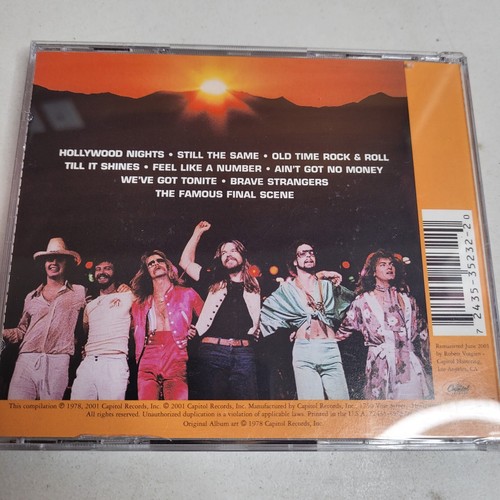 HOLLYWOOD NIGHTS • STILL THE SAME • OLD TIME ROCK & ROLL
TILL IT SHINES • FEEL LIKE A NUMBER • AIN'T GOT NO MONEY
WE'VE GOT TONITE • BRAVE STRANGERS
THE FAMOUS FINAL SCENE
7 2435-35232-2 0
Remastered June
by Robert
Capitol Mastering,
Los Angeles, Ca.
Capitol
This compilation ℗ 1978, 2001 Capitol Records, Inc. © 2001 Capitol Records, Inc. Manufactured by Capitol Records, Inc.
All rights reserved. Unauthorized duplication is a violation of applicable laws. Printed in the U.S.A.
Original Album art © 1978 Capitol Records, Inc.